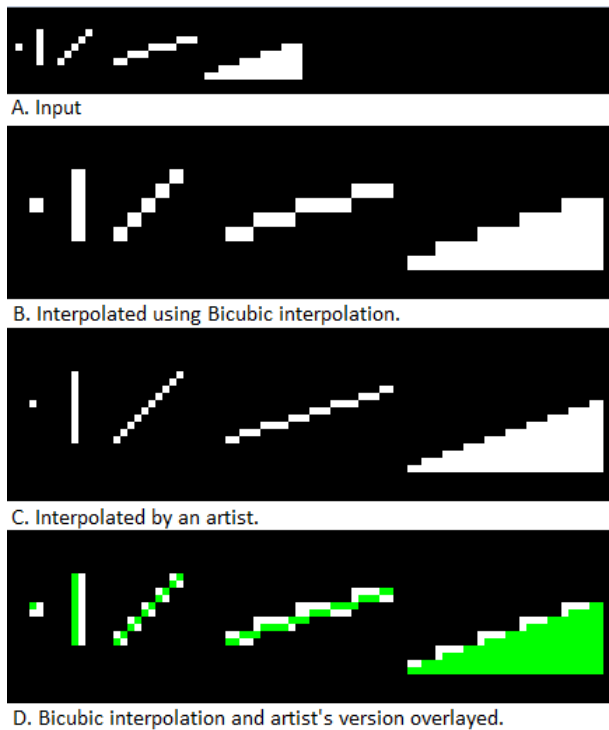 A. Input
B. Interpolated using Bicubic interpolation.
C. Interpolated by an artist.
D. Bicubic interpolation and artist's version overlayed.